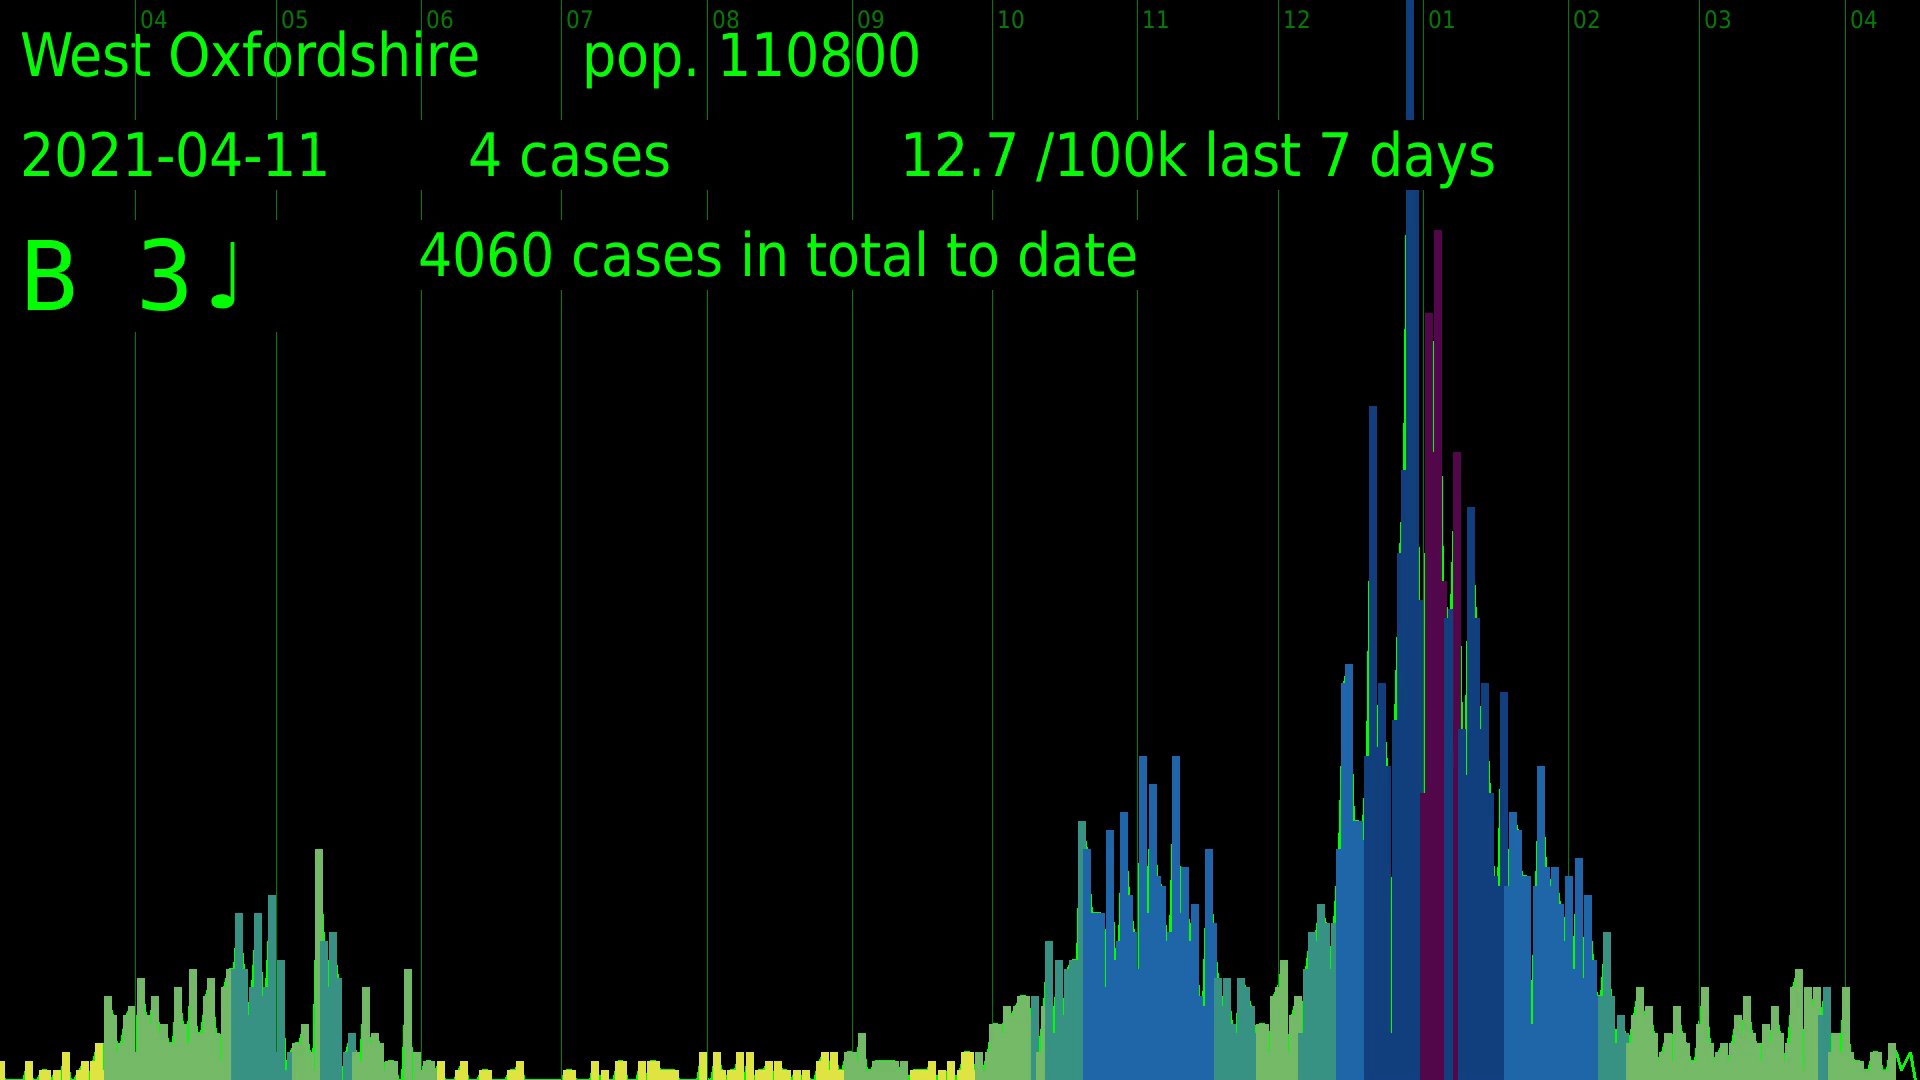 04 05 06 07 08 09 10 11 12 01 02 03 04
West Oxfordshire pop. 110800
2021-04-11 4 cases 12.7 /100k last 7 days
B 3♩ 4060 cases in total to date